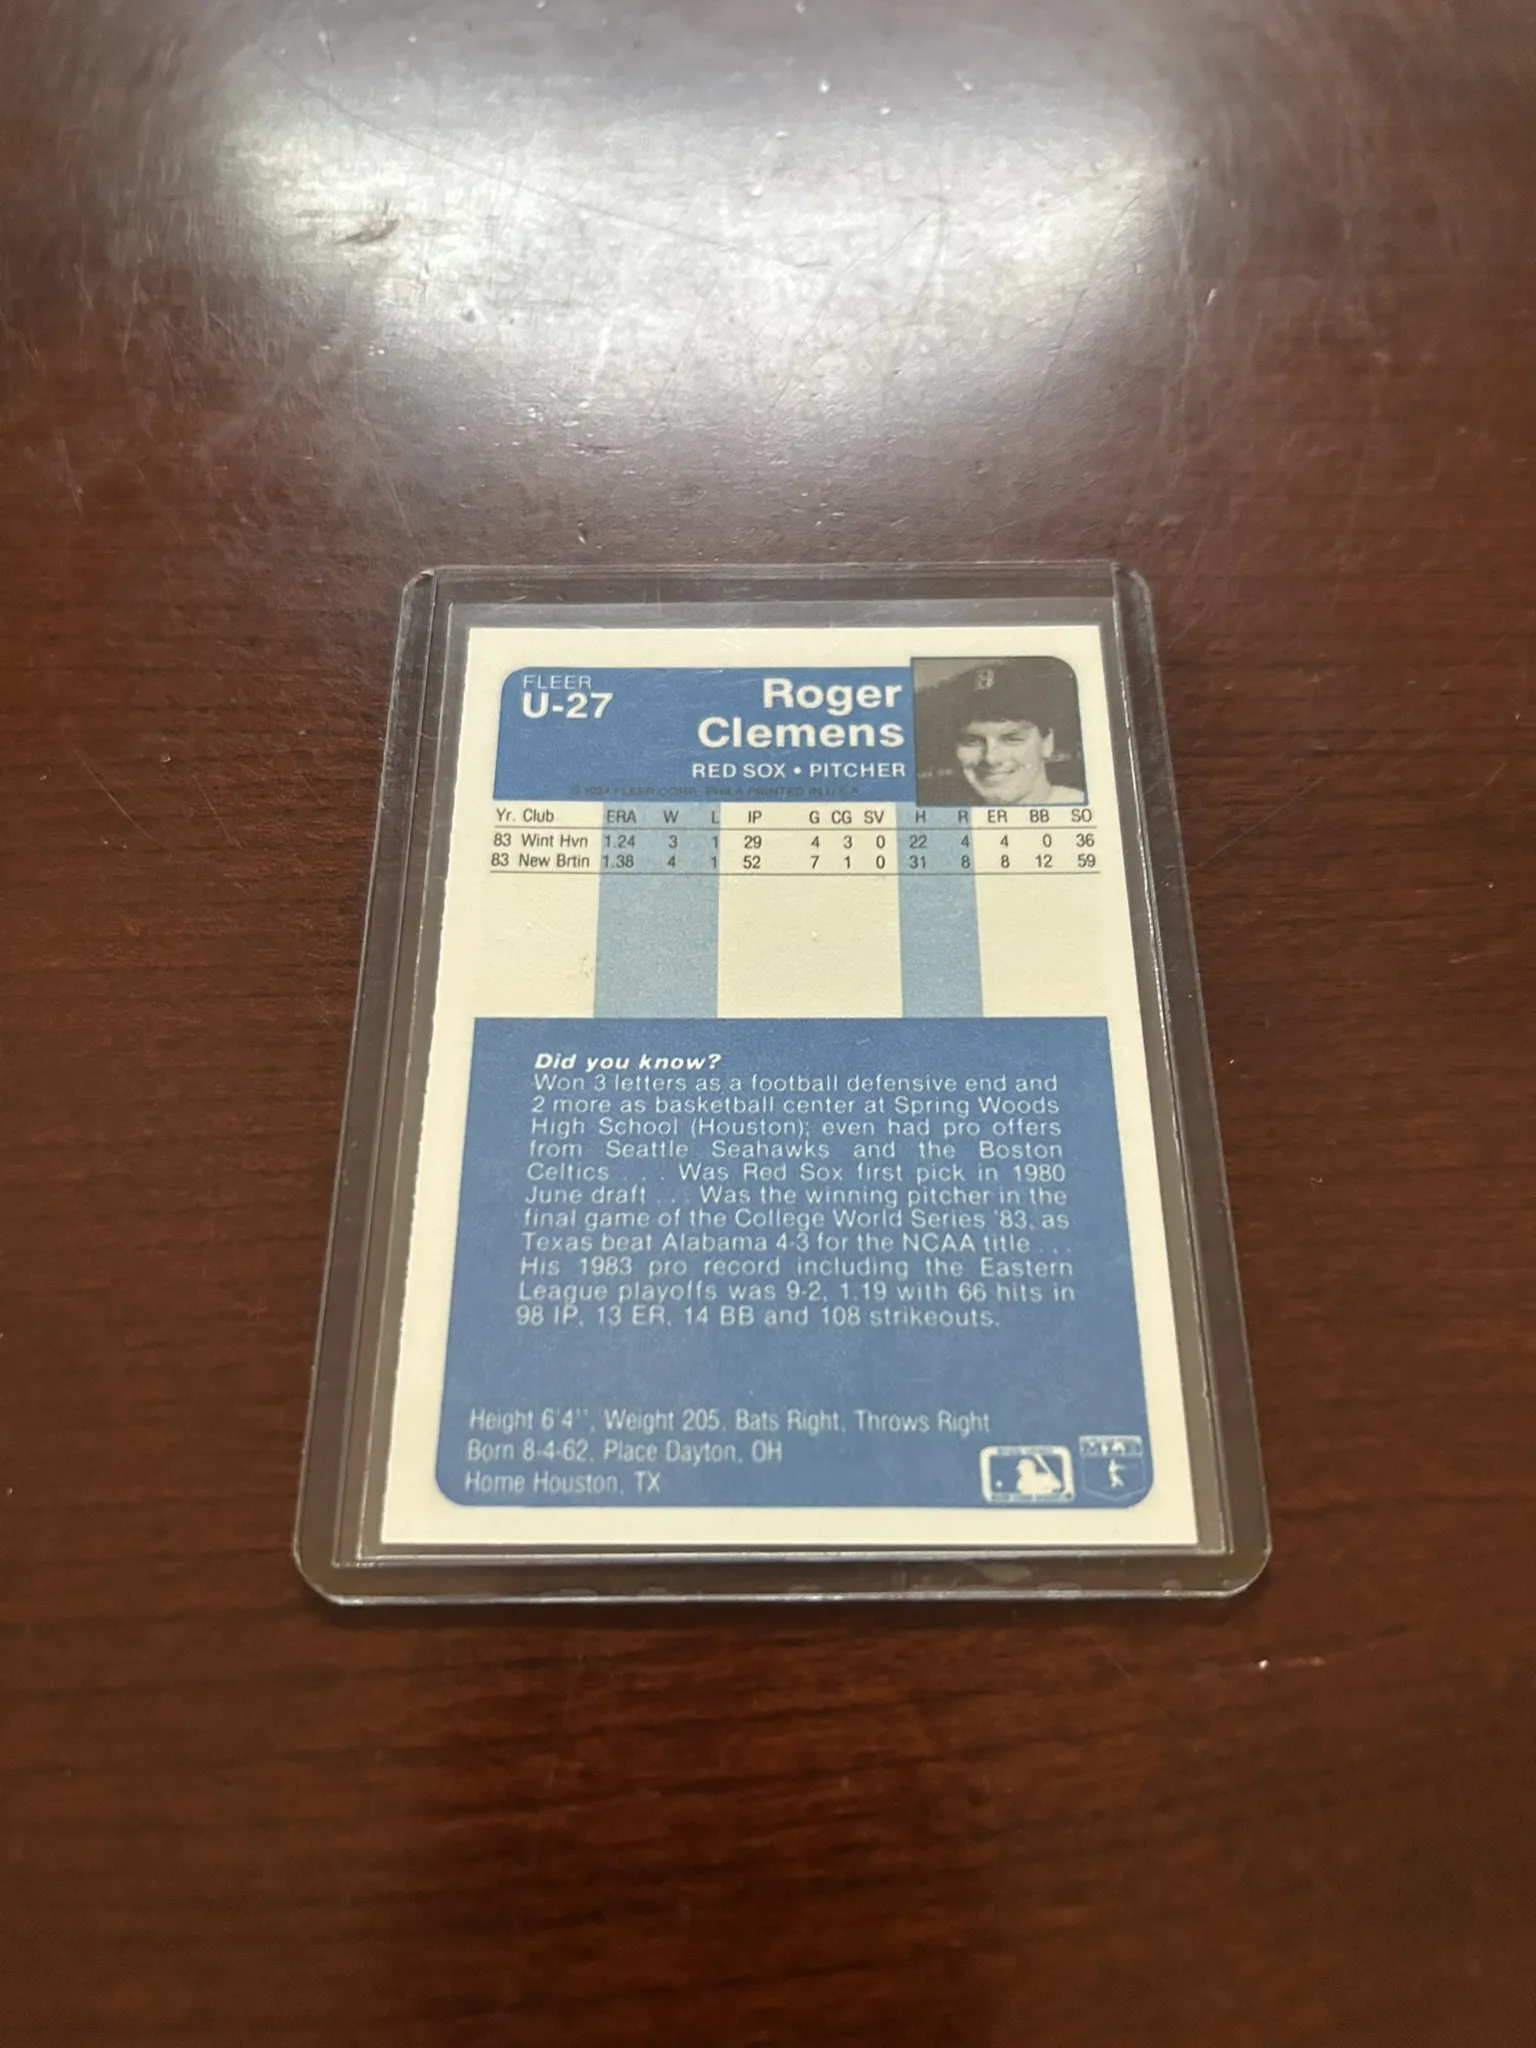 FLEER
U-27
Roger
Clemens
RED SOX • PITCHER
© 1984 FLEER CORP. PHILA PRINTED IN U.S.A.
Yr. Club ERA W L IP G CG SV H R ER BB SO
83 Wint Hvn 1.24 3 1 29 4 3 0 22 4 4 0 36
83 New Brtin 1.38 4 1 52 7 1 0 31 8 8 12 59
Did you know?
Won 3 letters as a football defensive end and
2 more as basketball center at Spring Woods
High School (Houston); even had pro offers
from Seattle Seahawks and the Boston
Celtics . . . Was Red Sox first pick in 1980
June draft . . . Was the winning pitcher in the
final game of the College World Series '83, as
Texas beat Alabama 4-3 for the NCAA title . . .
His 1983 pro record including the Eastern
League playoffs was 9-2, 1.19 with 66 hits in
98 IP, 13 ER, 14 BB and 108 strikeouts.
Height 6'4", Weight 205, Bats Right, Throws Right
Born 8-4-62, Place Dayton, OH
Home Houston, TX